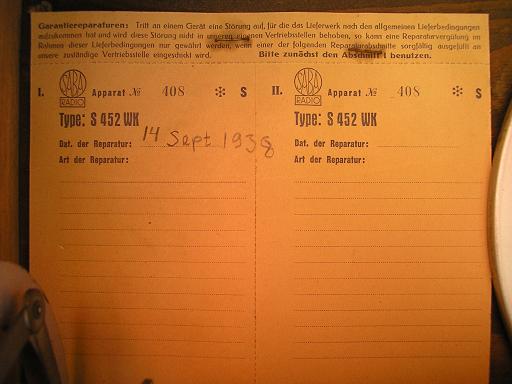 Garantiereparaturen: Tritt an einem Gerät eine Störung auf, für die das Lieferwerk nach den allgemeinen Lieferbedingungen
aufzukommen hat und wird diese Störung nicht in unseren eigenen Vertriebsstellen behoben, so kann eine Reparaturvergütung im
Rahmen dieser Lieferbedingungen nur gewährt werden, wenn einer der folgenden Reparaturabschnitte sorgfältig ausgefüllt an
unsere zuständige Vertriebsstelle eingeschickt wird. Bitte zunächst den Abschnitt I benutzen.
I. SABA RADIO Apparat № 408 * S
Type: S 452 WK
Dat. der Reparatur: 14 Sept 1938
Art der Reparatur:
II. SABA RADIO Apparat № 408 * S
Type: S 452 WK
Dat. der Reparatur:
Art der Reparatur: